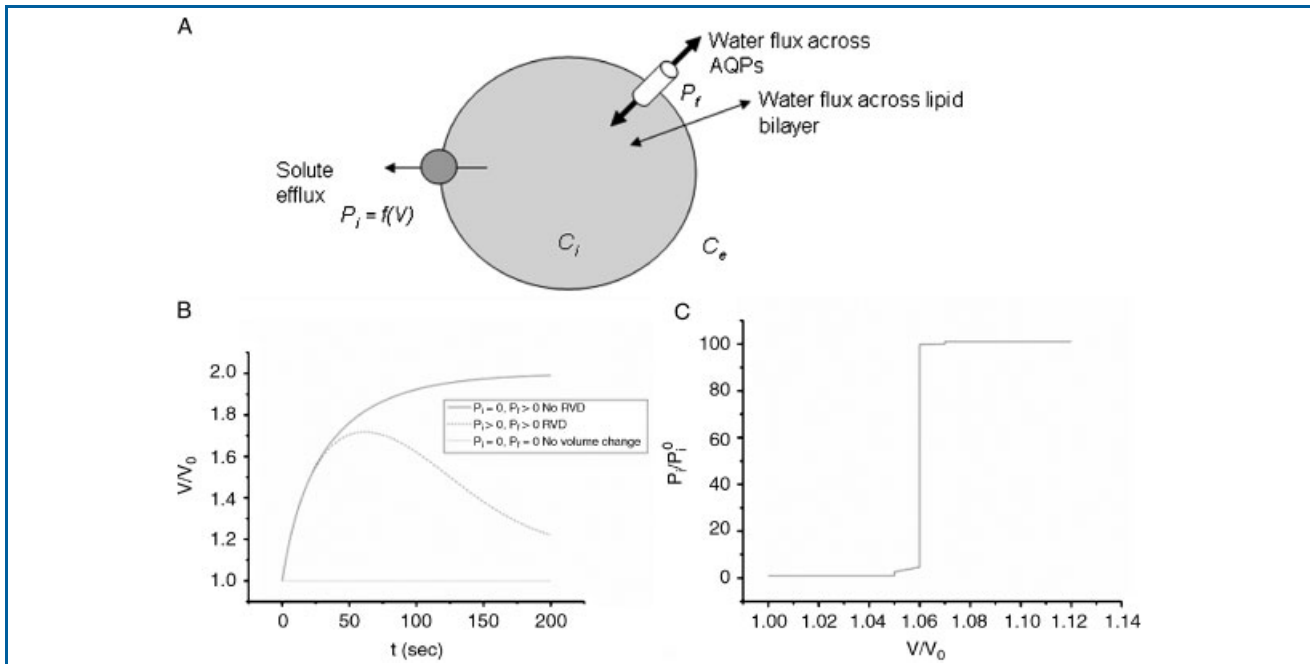 A
Water flux across
AQPs
P_f
Water flux across lipid
bilayer
Solute
efflux
P_i = f(V)
C_i
C_e
B
V/V_0
2.0
1.8
1.6
1.4
1.2
1.0
P_i = 0, P_f > 0 No RVD
P_i > 0, P_f > 0 RVD
P_i = 0, P_f = 0 No volume change
0 50 100 150 200
t (sec)
C
P_i/P_i^0
100
80
60
40
20
0
1.00 1.02 1.04 1.06 1.08 1.10 1.12 1.14
V/V_0